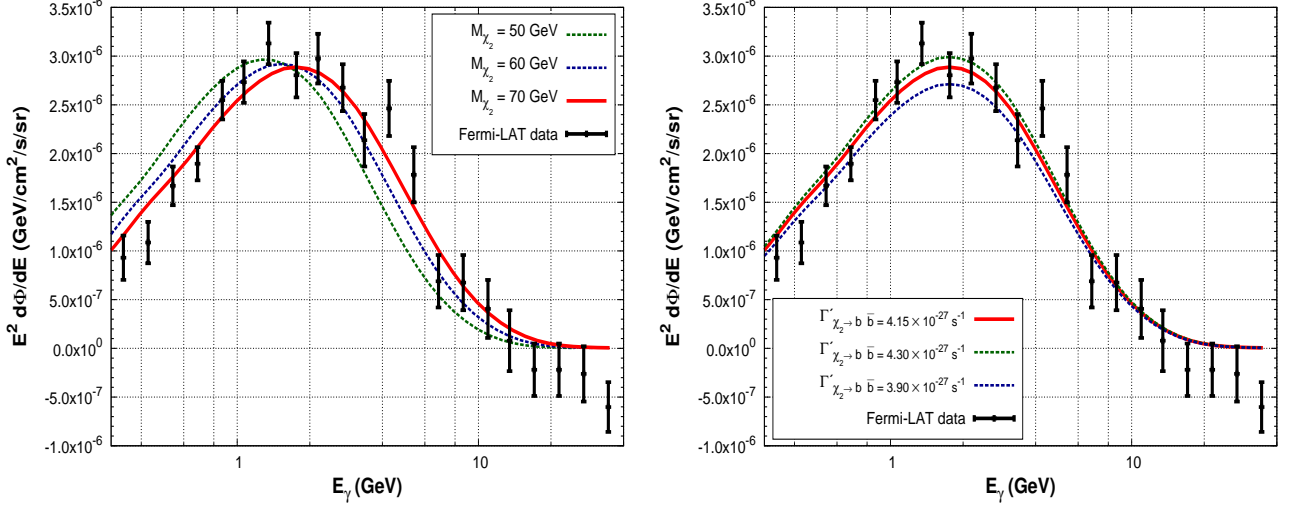 E² dΦ/dE (GeV/cm²/s/sr)
3.5x10⁻⁶
3.0x10⁻⁶
2.5x10⁻⁶
2.0x10⁻⁶
1.5x10⁻⁶
1.0x10⁻⁶
5.0x10⁻⁷
0.0x10⁰
-5.0x10⁻⁷
-1.0x10⁻⁶
1 10
E_γ (GeV)
M_χ₂ = 50 GeV
M_χ₂ = 60 GeV
M_χ₂ = 70 GeV
Fermi-LAT data
E² dΦ/dE (GeV/cm²/s/sr)
3.5x10⁻⁶
3.0x10⁻⁶
2.5x10⁻⁶
2.0x10⁻⁶
1.5x10⁻⁶
1.0x10⁻⁶
5.0x10⁻⁷
0.0x10⁰
-5.0x10⁻⁷
-1.0x10⁻⁶
1 10
E_γ (GeV)
Γ′_χ₂→b b̄ = 4.15 × 10⁻²⁷ s⁻¹
Γ′_χ₂→b b̄ = 4.30 × 10⁻²⁷ s⁻¹
Γ′_χ₂→b b̄ = 3.90 × 10⁻²⁷ s⁻¹
Fermi-LAT data